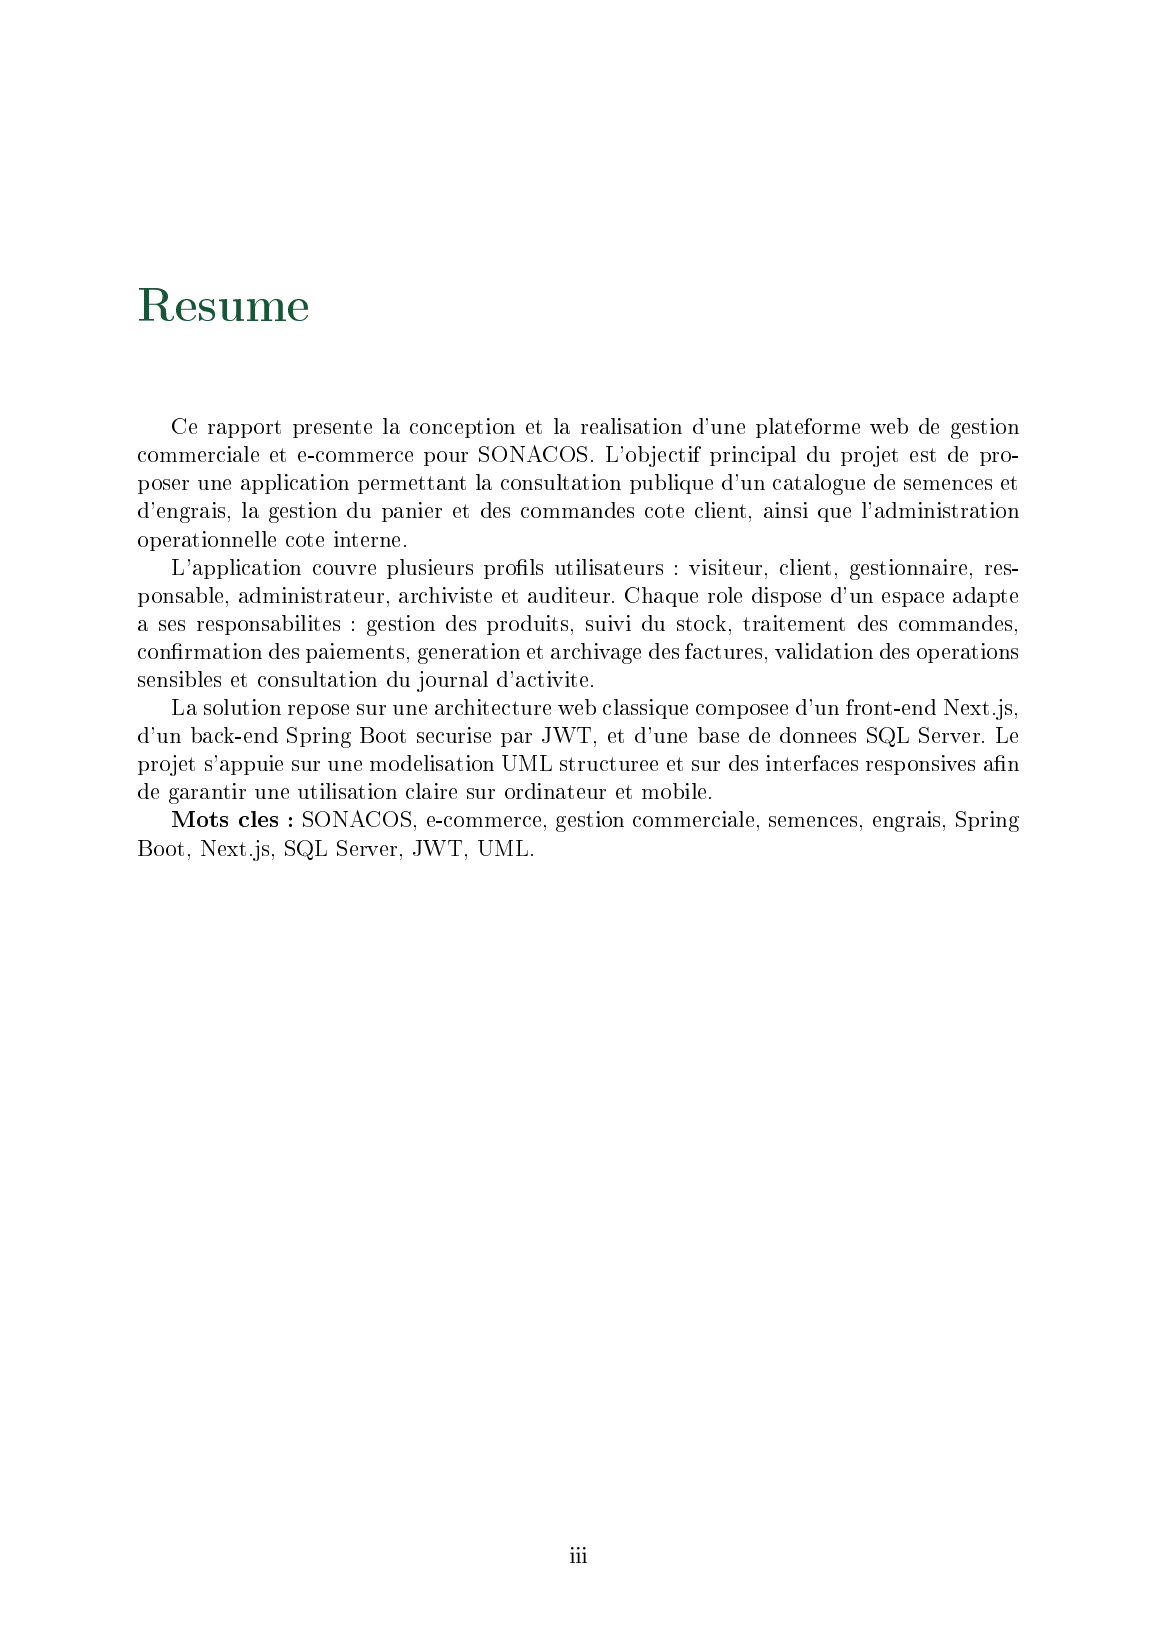 Resume
Ce rapport presente la conception et la realisation d'une plateforme web de gestion
commerciale et e-commerce pour SONACOS. L'objectif principal du projet est de pro-
poser une application permettant la consultation publique d'un catalogue de semences et
d'engrais, la gestion du panier et des commandes cote client, ainsi que l'administration
operationnelle cote interne.
L'application couvre plusieurs profils utilisateurs : visiteur, client, gestionnaire, res-
ponsable, administrateur, archiviste et auditeur. Chaque role dispose d'un espace adapte
a ses responsabilites : gestion des produits, suivi du stock, traitement des commandes,
confirmation des paiements, generation et archivage des factures, validation des operations
sensibles et consultation du journal d'activite.
La solution repose sur une architecture web classique composee d'un front-end Next.js,
d'un back-end Spring Boot securise par JWT, et d'une base de donnees SQL Server. Le
projet s'appuie sur une modelisation UML structuree et sur des interfaces responsives afin
de garantir une utilisation claire sur ordinateur et mobile.
Mots cles : SONACOS, e-commerce, gestion commerciale, semences, engrais, Spring
Boot, Next.js, SQL Server, JWT, UML.
iii